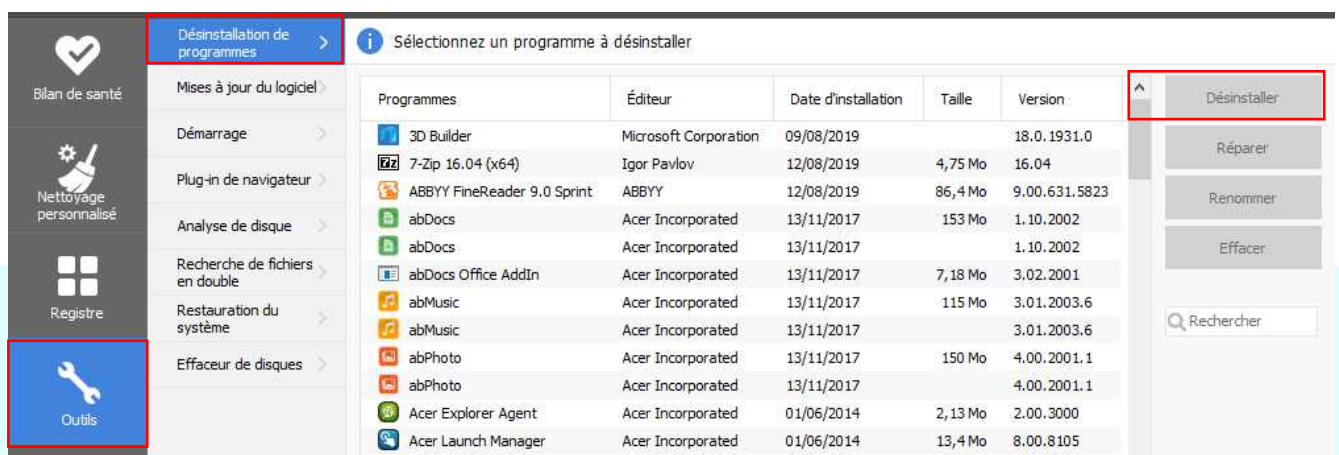 Bilan de santé
Nettoyage
personnalisé
Registre
Outils
Désinstallation de
programmes
Mises à jour du logiciel
Démarrage
Plug-in de navigateur
Analyse de disque
Recherche de fichiers
en double
Restauration du
système
Effaceur de disques
Sélectionnez un programme à désinstaller
Programmes Éditeur Date d'installation Taille Version
3D Builder Microsoft Corporation 09/08/2019 18.0.1931.0
7-Zip 16.04 (x64) Igor Pavlov 12/08/2019 4,75 Mo 16.04
ABBYY FineReader 9.0 Sprint ABBYY 12/08/2019 86,4 Mo 9.00.631.5823
abDocs Acer Incorporated 13/11/2017 153 Mo 1.10.2002
abDocs Acer Incorporated 13/11/2017 1.10.2002
abDocs Office AddIn Acer Incorporated 13/11/2017 7,18 Mo 3.02.2001
abMusic Acer Incorporated 13/11/2017 115 Mo 3.01.2003.6
abMusic Acer Incorporated 13/11/2017 3.01.2003.6
abPhoto Acer Incorporated 13/11/2017 150 Mo 4.00.2001.1
abPhoto Acer Incorporated 13/11/2017 4.00.2001.1
Acer Explorer Agent Acer Incorporated 01/06/2014 2,13 Mo 2.00.3000
Acer Launch Manager Acer Incorporated 01/06/2014 13,4 Mo 8.00.8105
Désinstaller
Réparer
Renommer
Effacer
Rechercher